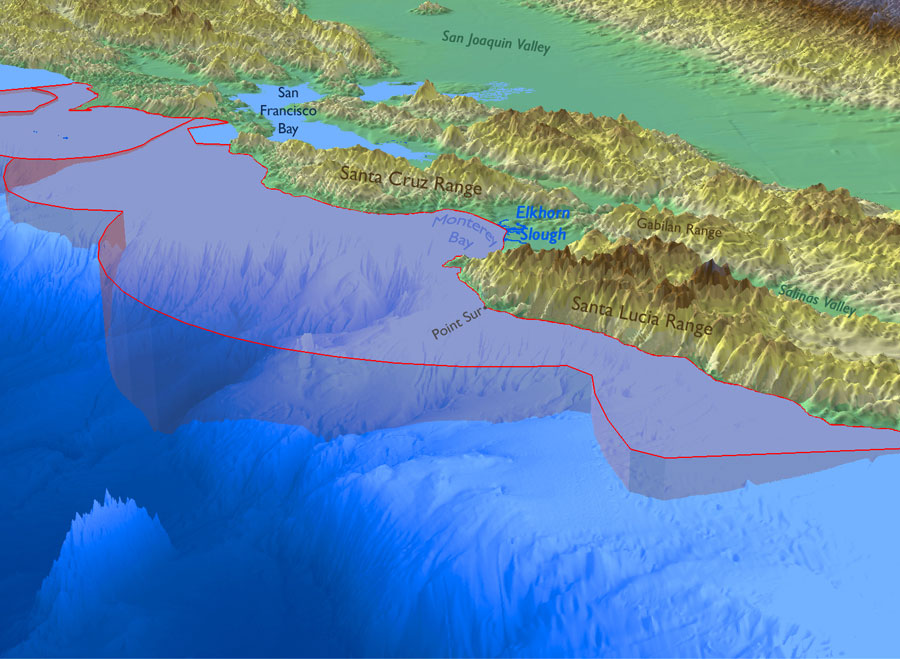 San Joaquin Valley
San
Francisco
Bay
Santa Cruz Range
Elkhorn
Slough
Monterey
Bay
Gabilan Range
Salinas Valley
Santa Lucia Range
Point Sur